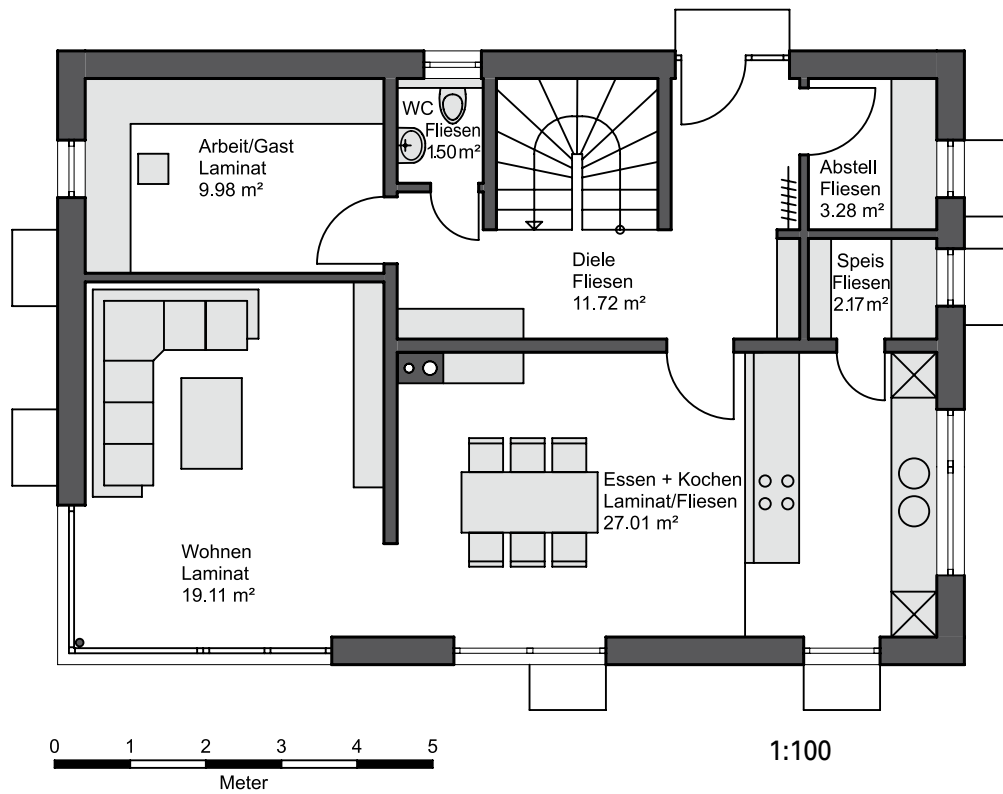 WC
Fliesen
1.50 m²
Arbeit/Gast
Laminat
9.98 m²
Abstell
Fliesen
3.28 m²
Diele
Fliesen
11.72 m²
Speis
Fliesen
2.17 m²
Essen + Kochen
Laminat/Fliesen
27.01 m²
Wohnen
Laminat
19.11 m²
0 1 2 3 4 5
Meter
1:100